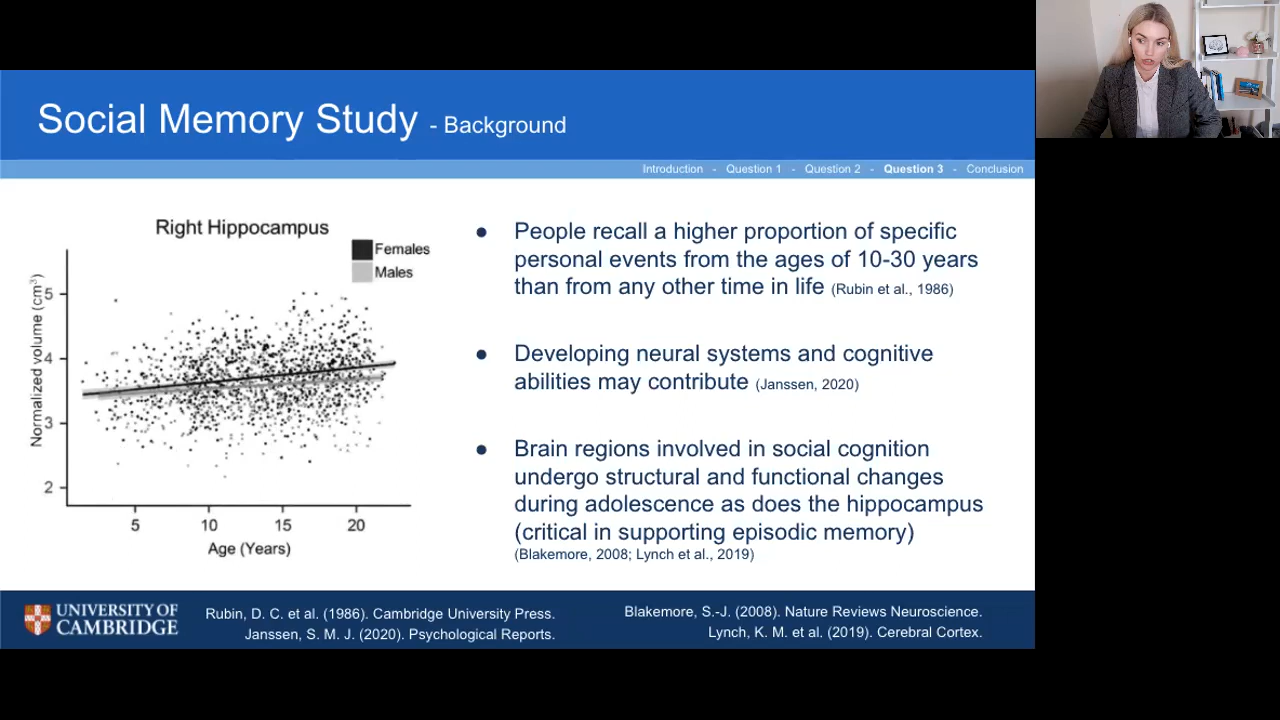 Social Memory Study - Background
Introduction - Question 1 - Question 2 - Question 3 - Conclusion
Right Hippocampus
Females
Males
Normalized volume (cm³)
5
4
3
2
5 10 15 20
Age (Years)
● People recall a higher proportion of specific
personal events from the ages of 10-30 years
than from any other time in life (Rubin et al., 1986)
● Developing neural systems and cognitive
abilities may contribute (Janssen, 2020)
● Brain regions involved in social cognition
undergo structural and functional changes
during adolescence as does the hippocampus
(critical in supporting episodic memory)
(Blakemore, 2008; Lynch et al., 2019)
UNIVERSITY OF
CAMBRIDGE
Rubin, D. C. et al. (1986). Cambridge University Press.
Janssen, S. M. J. (2020). Psychological Reports.
Blakemore, S.-J. (2008). Nature Reviews Neuroscience.
Lynch, K. M. et al. (2019). Cerebral Cortex.